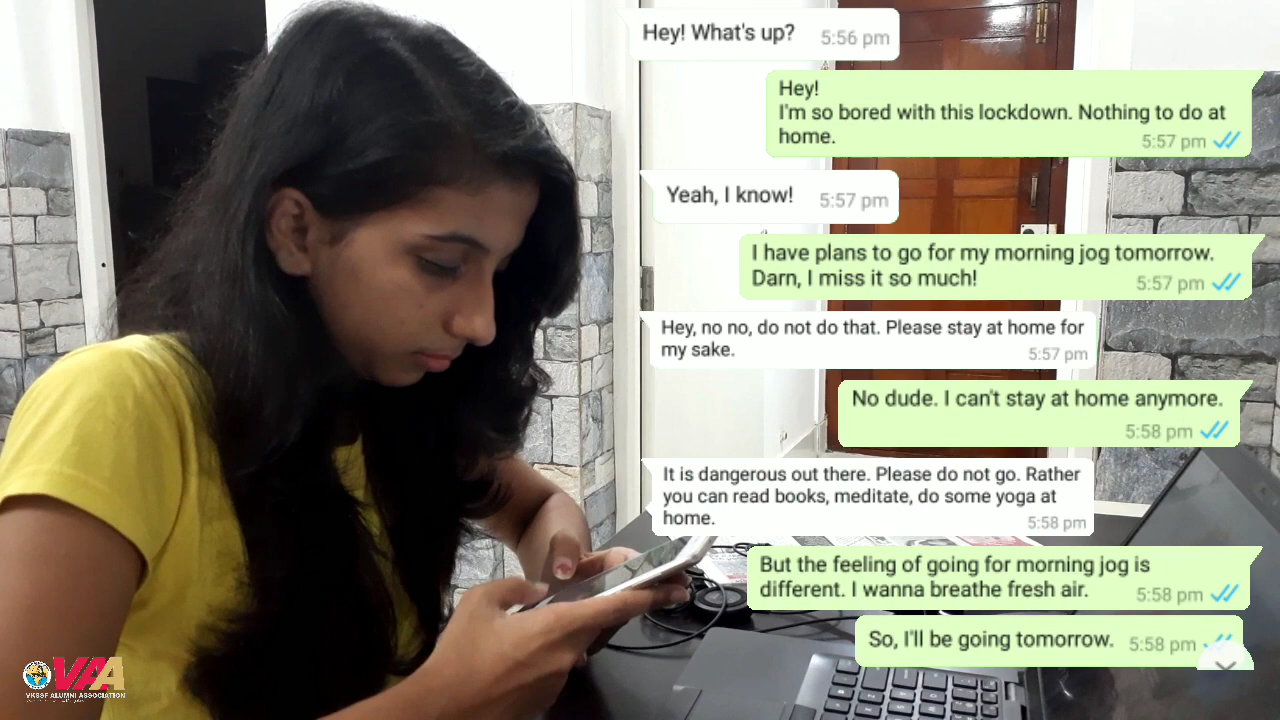 Hey! What's up? 5:56 pm
Hey!
I'm so bored with this lockdown. Nothing to do at
home. 5:57 pm
Yeah, I know! 5:57 pm
I have plans to go for my morning jog tomorrow.
Darn, I miss it so much! 5:57 pm
Hey, no no, do not do that. Please stay at home for
my sake. 5:57 pm
No dude. I can't stay at home anymore.
5:58 pm
It is dangerous out there. Please do not go. Rather
you can read books, meditate, do some yoga at
home. 5:58 pm
But the feeling of going for morning jog is
different. I wanna breathe fresh air. 5:58 pm
So, I'll be going tomorrow. 5:58 pm
VAA
VKSSF ALUMNI ASSOCIATION